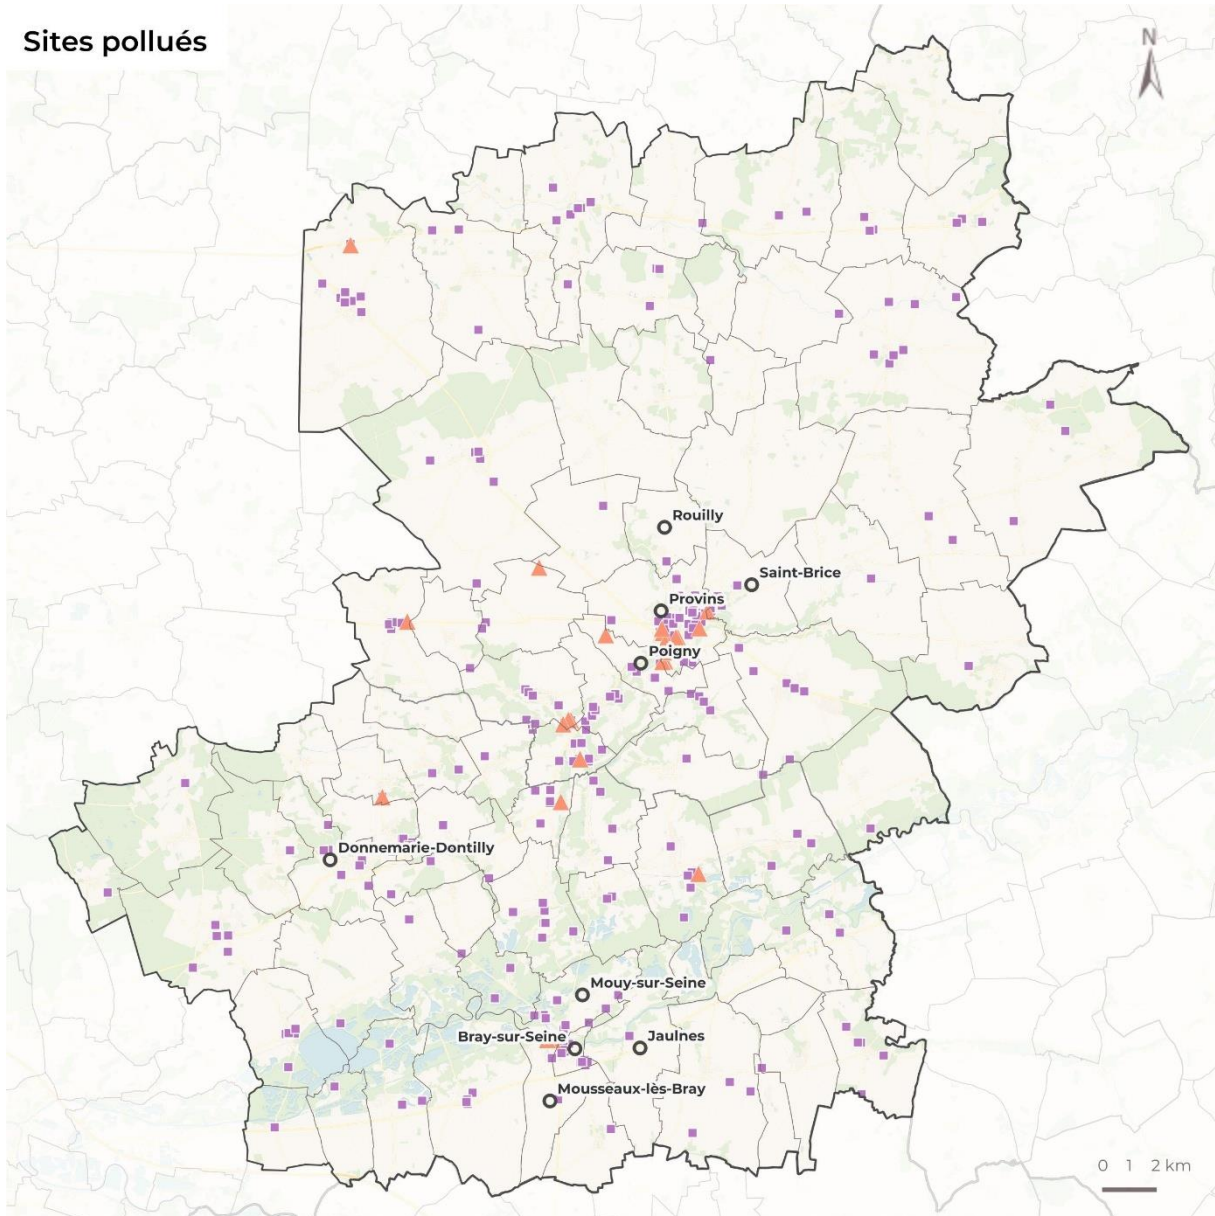 Sites pollués
N
Rouilly
Saint-Brice
Provins
Poigny
Donnemarie-Dontilly
Mouy-sur-Seine
Bray-sur-Seine
Jaulnes
Mousseaux-lès-Bray
0 1 2 km